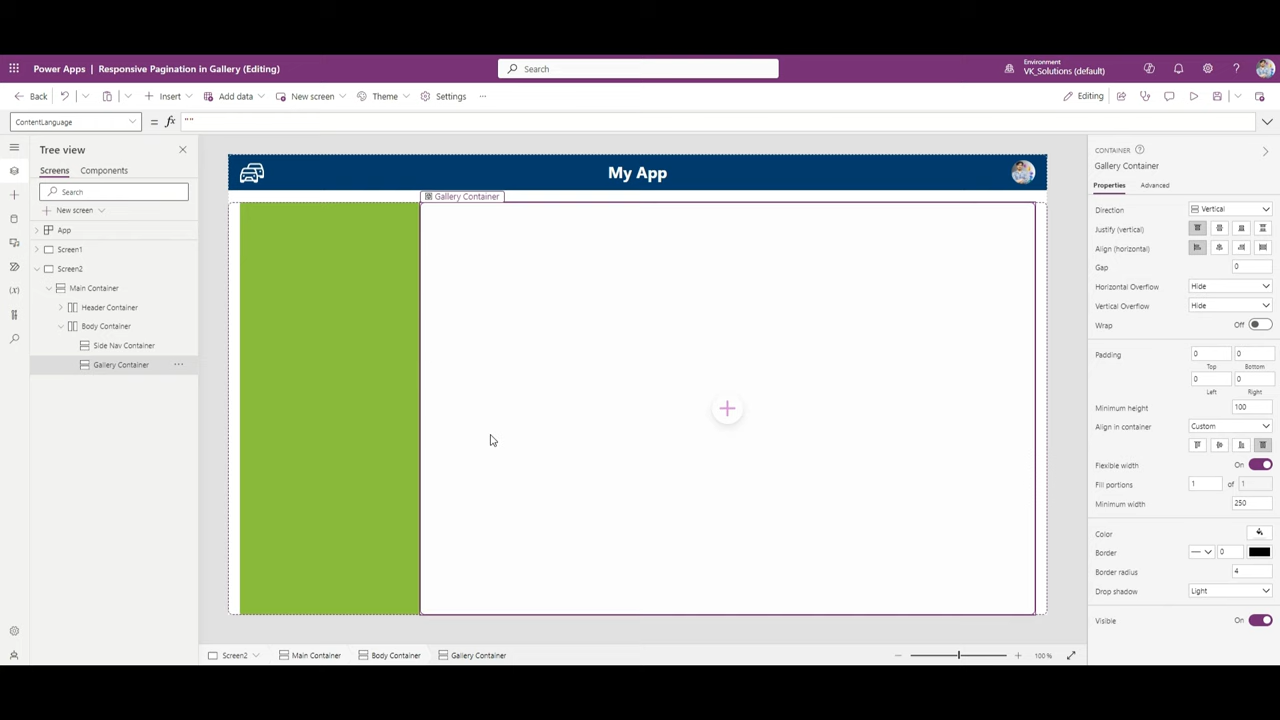 Power Apps | Responsive Pagination in Gallery (Editing)
Search
Environment
VK_Solutions (default)
Back
Insert
Add data
New screen
Theme
Settings
Editing
ContentLanguage
=
fx
""
Tree view
Screens
Components
Search
New screen
App
Screen1
Screen2
Main Container
Header Container
Body Container
Side Nav Container
Gallery Container
My App
Gallery Container
CONTAINER
Gallery Container
Properties
Advanced
Direction
Vertical
Justify (vertical)
Align (horizontal)
Gap
0
Horizontal Overflow
Hide
Vertical Overflow
Hide
Wrap
Off
Padding
0
0
Top
Bottom
0
0
Left
Right
Minimum height
100
Align in container
Custom
Flexible width
On
Fill portions
1
of
1
Minimum width
250
Color
Border
0
Border radius
4
Drop shadow
Light
Visible
On
Screen2
Main Container
Body Container
Gallery Container
100 %